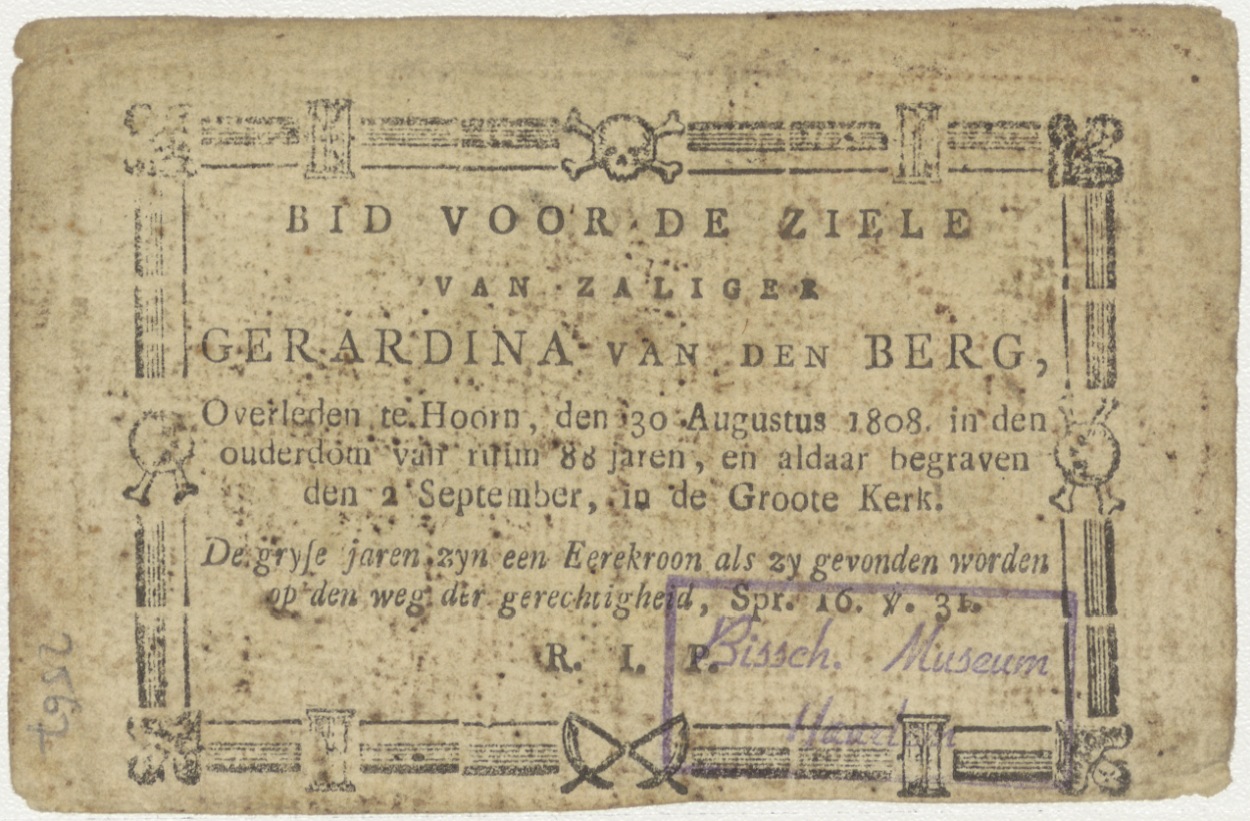 BID VOOR DE ZIELE
VAN ZALIGER
GERARDINA VAN DEN BERG,
Overleden te Hoorn, den 30 Augustus 1808. in den
ouderdom van ruim 88 jaren, en aldaar begraven
den 2 September, in de Groote Kerk.
De gryſe jaren zyn een Eerekroon als zy gevonden worden
op den weg der gerechtigheid, Spr. 16. ℣. 31.
R. I. P.
Bissch. Museum
Haarlem